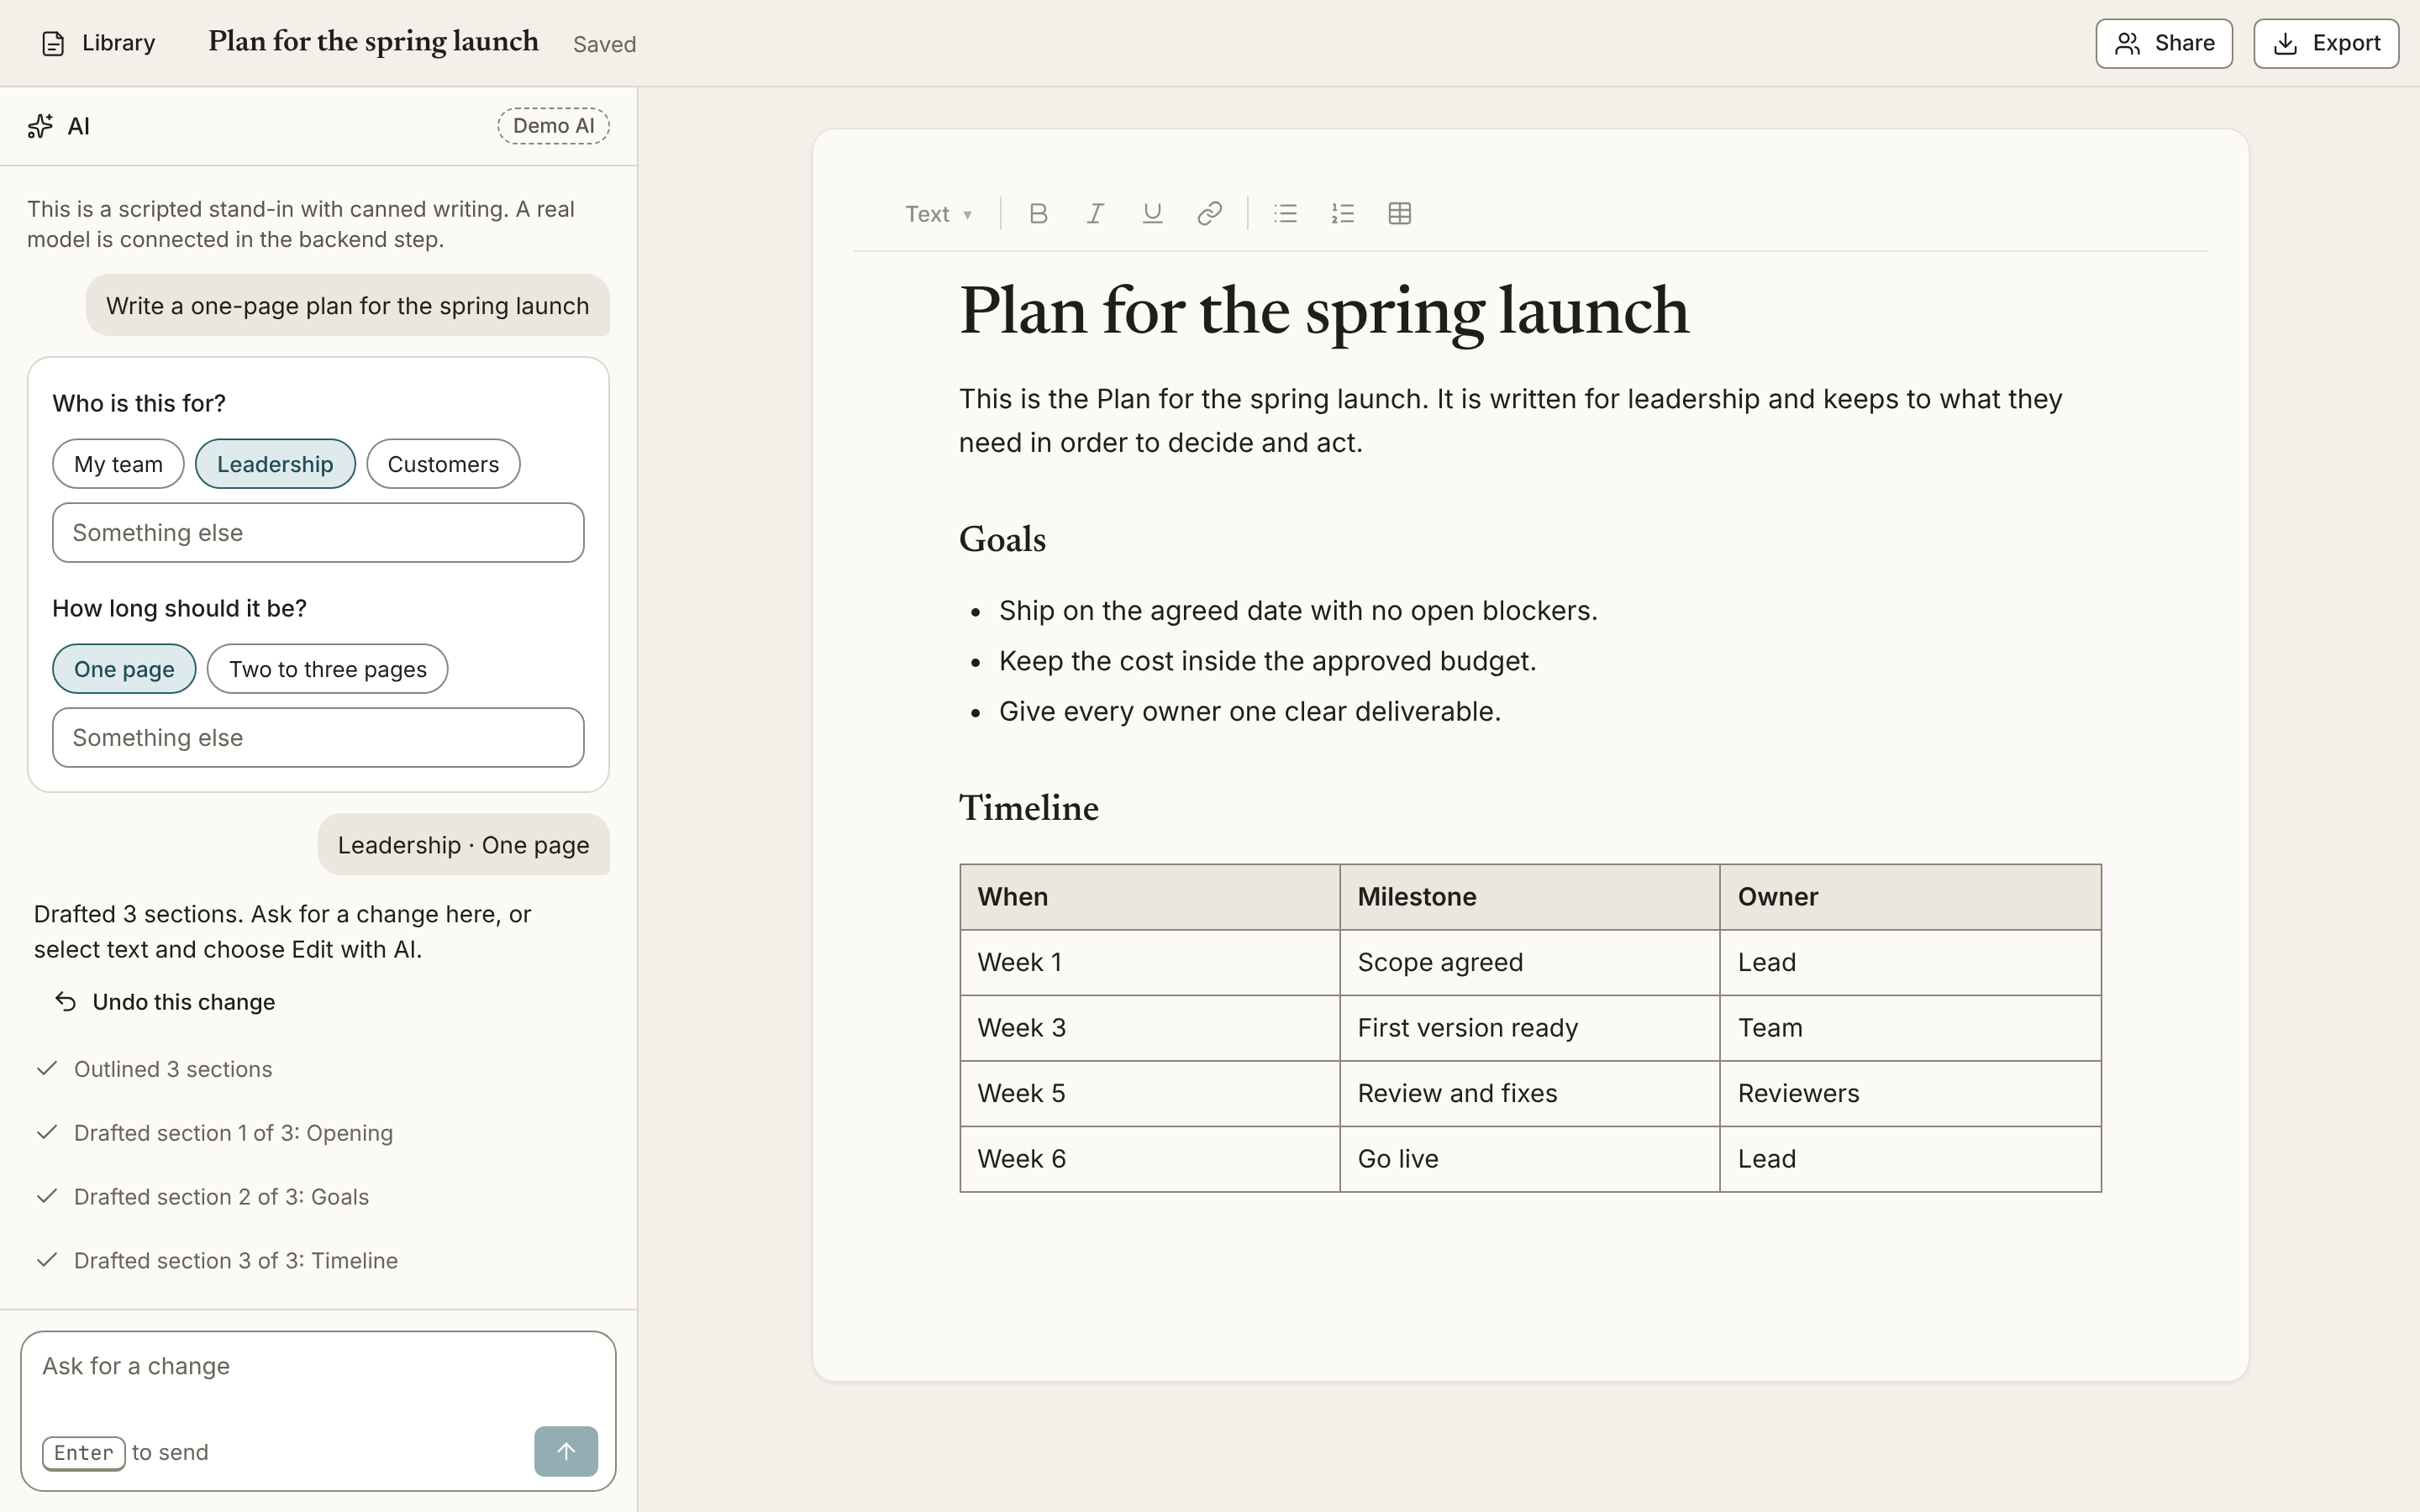 Library
Plan for the spring launch
Saved
Share
Export
AI
Demo AI
This is a scripted stand-in with canned writing. A real
model is connected in the backend step.
Write a one-page plan for the spring launch
Who is this for?
My team
Leadership
Customers
Something else
How long should it be?
One page
Two to three pages
Something else
Leadership · One page
Drafted 3 sections. Ask for a change here, or
select text and choose Edit with AI.
Undo this change
Outlined 3 sections
Drafted section 1 of 3: Opening
Drafted section 2 of 3: Goals
Drafted section 3 of 3: Timeline
Ask for a change
Enter to send
Text
Plan for the spring launch
This is the Plan for the spring launch. It is written for leadership and keeps to what they
need in order to decide and act.
Goals
• Ship on the agreed date with no open blockers.
• Keep the cost inside the approved budget.
• Give every owner one clear deliverable.
Timeline
When Milestone Owner
Week 1 Scope agreed Lead
Week 3 First version ready Team
Week 5 Review and fixes Reviewers
Week 6 Go live Lead